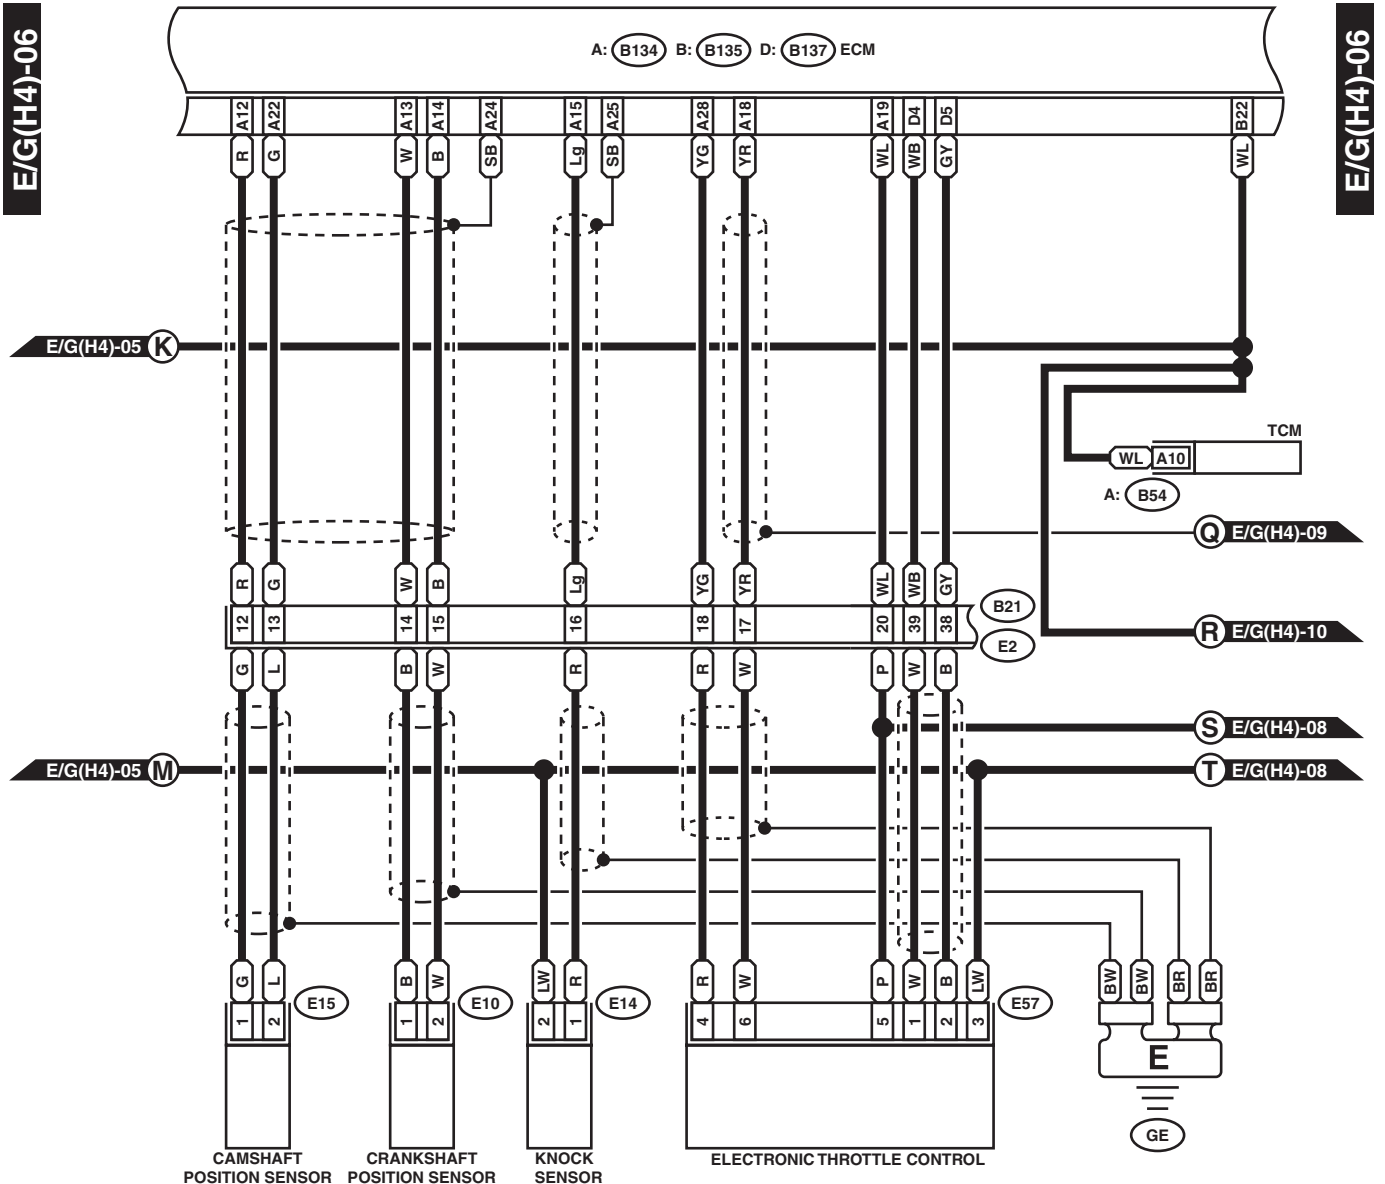 E/G(H4)-06
E/G(H4)-06
A: B134 B: B135 D: B137 ECM
A12 A22 A13 A14 A24 A15 A25 A28 A18 A19 D4 D5 B22
R G W B SB Lg SB YG YR WL WB GY WL
E/G(H4)-05 K
TCM
WL A10
A: B54
Q E/G(H4)-09
R G W B Lg YG YR WL WB GY
B21
12 13 14 15 16 18 17 20 39 38
R E/G(H4)-10
E2
G L B W R R W P W B
S E/G(H4)-08
E/G(H4)-05 M
T E/G(H4)-08
G L B W LW R R W P W B LW BW BW BR BR
1 2 E15 1 2 E10 2 1 E14 4 6 5 1 2 3 E57
E
GE
CAMSHAFT
POSITION SENSOR
CRANKSHAFT
POSITION SENSOR
KNOCK
SENSOR
ELECTRONIC THROTTLE CONTROL